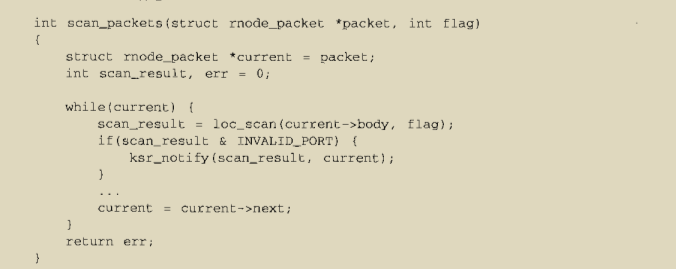 int scan_packets(struct rnode_packet *packet, int flag)
{
    struct rnode_packet *current = packet;
    int scan_result, err = 0;

    while(current) {
        scan_result = loc_scan(current->body, flag);
        if(scan_result & INVALID_PORT) {
            ksr_notify(scan_result, current);
        }
        ...
        current = current->next;
    }
    return err;
}